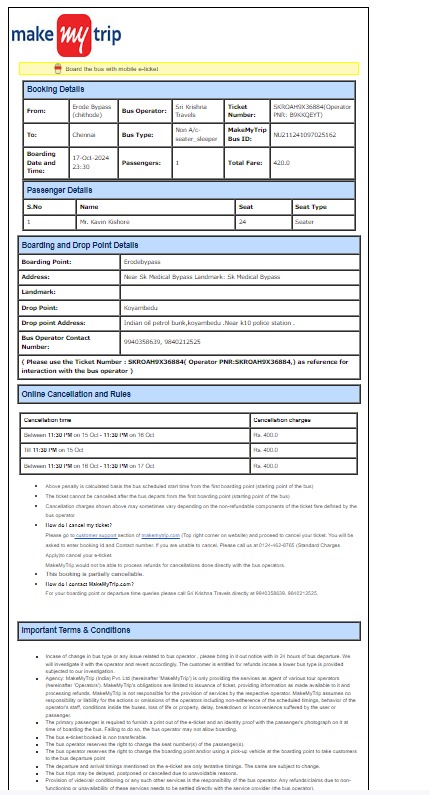 make my trip
Board the bus with mobile e-ticket
Booking Details
From: Erode Bypass (chithode) Bus Operator: Sri Krishna Travels Ticket Number: SKROAH9X36884(Operator PNR: B9KKQEYT)
To: Chennai Bus Type: Non A/c-seater_sleeper MakeMyTrip Bus ID: NU211241097025162
Boarding Date and Time: 17-Oct-2024 23:30 Passengers: 1 Total Fare: 420.0
Passenger Details
S.No Name Seat Seat Type
1 Mr. Kavin Kishore 24 Seater
Boarding and Drop Point Details
Boarding Point: Erodebypass
Address: Near Sk Medical Bypass Landmark: Sk Medical Bypass
Landmark:
Drop Point: Koyambedu
Drop point Address: Indian oil petrol bunk,koyambedu .Near k10 police station .
Bus Operator Contact Number: 9940358639, 9840212525
( Please use the Ticket Number : SKROAH9X36884( Operator PNR:SKROAH9X36884,) as reference for
interaction with the bus operator )
Online Cancellation and Rules
Cancellation time Cancellation charges
Between 11:30 PM on 15 Oct - 11:30 PM on 16 Oct Rs. 400.0
Till 11:30 PM on 15 Oct Rs. 400.0
Between 11:30 PM on 16 Oct - 11:30 PM on 17 Oct Rs. 400.0
Above penalty is calculated basis the bus scheduled start time from the first boarding point (starting point of the bus)
The ticket cannot be cancelled after the bus departs from the first boarding point (starting point of the bus)
Cancellation charges shown above may sometimes vary depending on the non-refundable components of the ticket fare defined by the
bus operator
How do I cancel my ticket?
Please go to customer support section of makemytrip.com (Top right corner on website) and proceed to cancel your ticket. You will be
asked to enter booking id and Contact number. If you are unable to cancel, Please call us at 0124-462-8765 (Standard Charges
Apply)to cancel your e-ticket
MakeMyTrip would not be able to process refunds for cancellations done directly with the bus operators.
This booking is partially cancellable.
How do I contact MakeMyTrip.com?
For your boarding point or departure time queries please call Sri Krishna Travels directly at 9940358639, 9840212525.
Important Terms & Conditions
Incase of change in bus type or any issue related to bus operator , please bring in it out notice with in 24 hours of bus departure. We
will investigate it with the operator and revert accordingly. The customer is entitled for refunds incase a lower bus type is provided
subjected to our investigation.
Agency: MakeMyTrip (India) Pvt. Ltd (hereinafter 'MakeMyTrip') is only providing the services as agent of various tour operators
(hereinafter 'Operators'). MakeMyTrip's obligations are limited to issuance of ticket, providing information as made available to it and
processing refunds. MakeMyTrip is not responsible for the provision of services by the respective operator. MakeMyTrip assumes no
responsibility or liability for the actions or omissions of the operators including non-adherence of the scheduled timings, behavior of the
operator's staff, conditions inside the buses, loss of life or property, delay, breakdown or inconvenience suffered by the user or
passenger.
The primary passenger is required to furnish a print out of the e-ticket and an identity proof with the passenger's photograph on it at
time of boarding the bus. Failing to do so, the bus operator may not allow boarding.
The bus e-ticket booked is non transferable.
The bus operator reserves the right to change the seat number(s) of the passenger(s).
The bus operator reserves the right to change the boarding point and/or using a pick-up vehicle at the boarding point to take customers
to the bus departure point
The departure and arrival timings mentioned on the e-ticket are only tentative timings. The same are subject to change.
The bus trips may be delayed, postponed or cancelled due to unavoidable reasons.
Provision of video/air conditioning or any such other services is the responsibility of the bus operator. Any refunds/claims due to non-
functioning or unavailability of these services needs to be settled directly with the service provider (the bus operator).